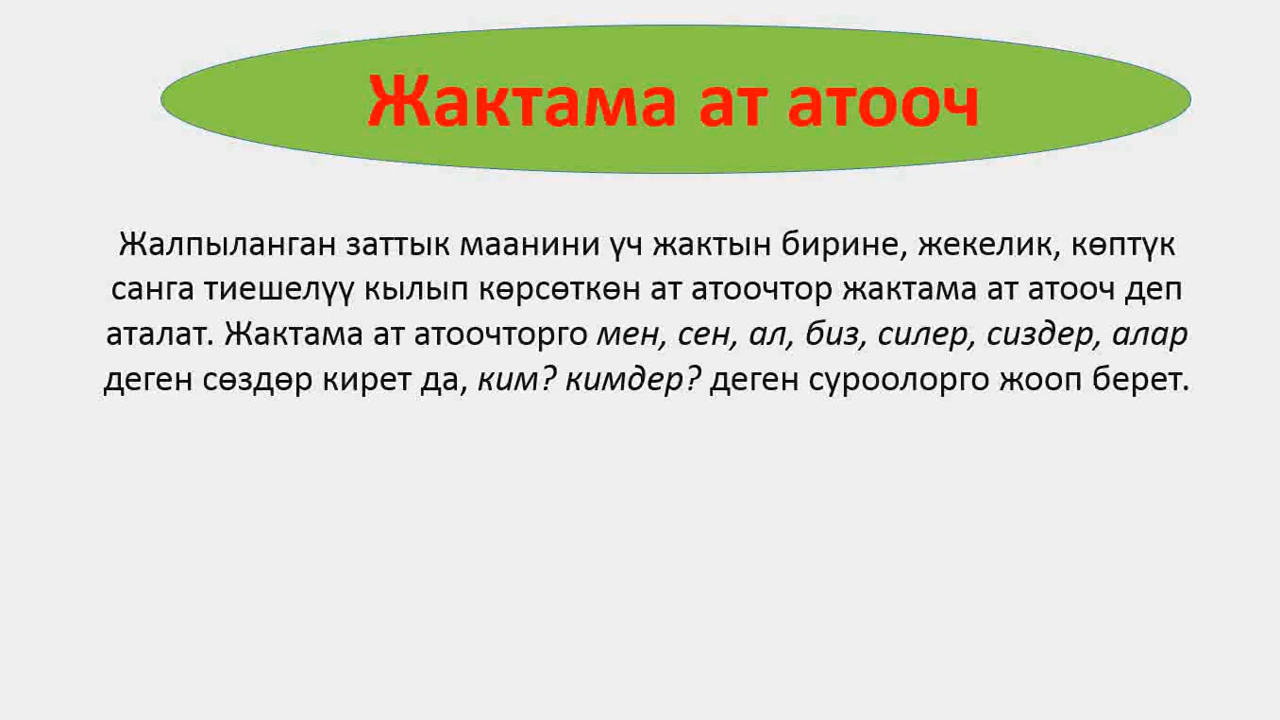 Жактама ат атооч
Жалпыланган заттык маанини үч жактын бирине, жекелик, көптүк
санга тиешелүү кылып көрсөткөн ат атоочтор жактама ат атооч деп
аталат. Жактама ат атоочторго мен, сен, ал, биз, силер, сиздер, алар
деген сөздөр кирет да, ким? кимдер? деген суроолорго жооп берет.